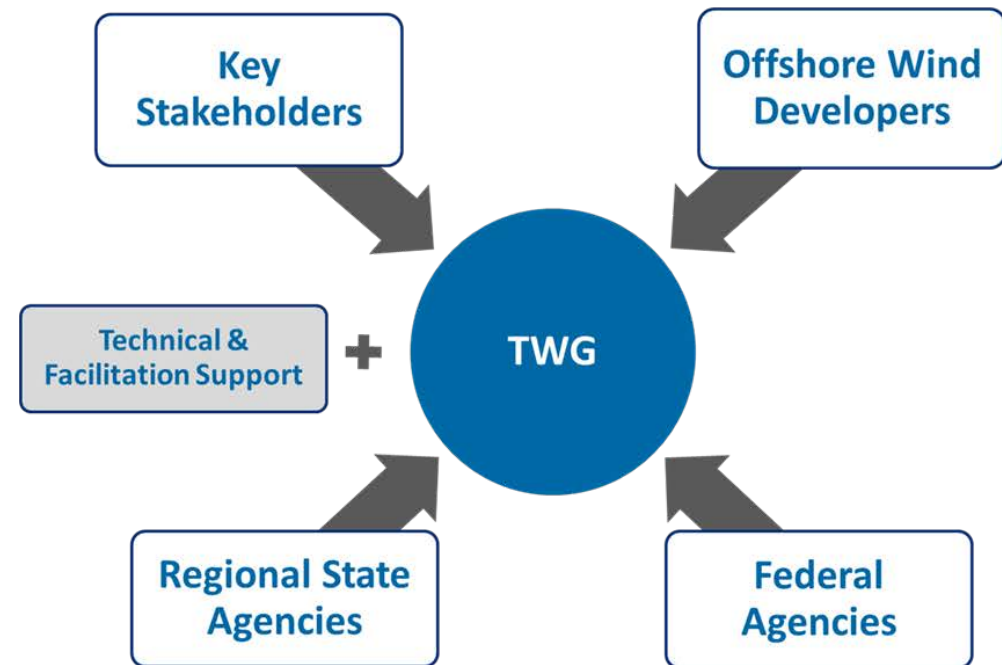 Key
Stakeholders
Offshore Wind
Developers
Technical &
Facilitation Support
TWG
Regional State
Agencies
Federal
Agencies